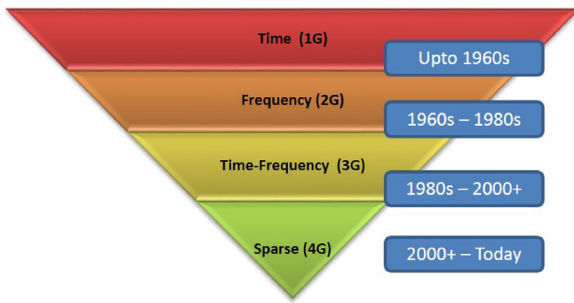 Time (1G)
Upto 1960s
Frequency (2G)
1960s – 1980s
Time-Frequency (3G)
1980s – 2000+
Sparse (4G)
2000+ – Today